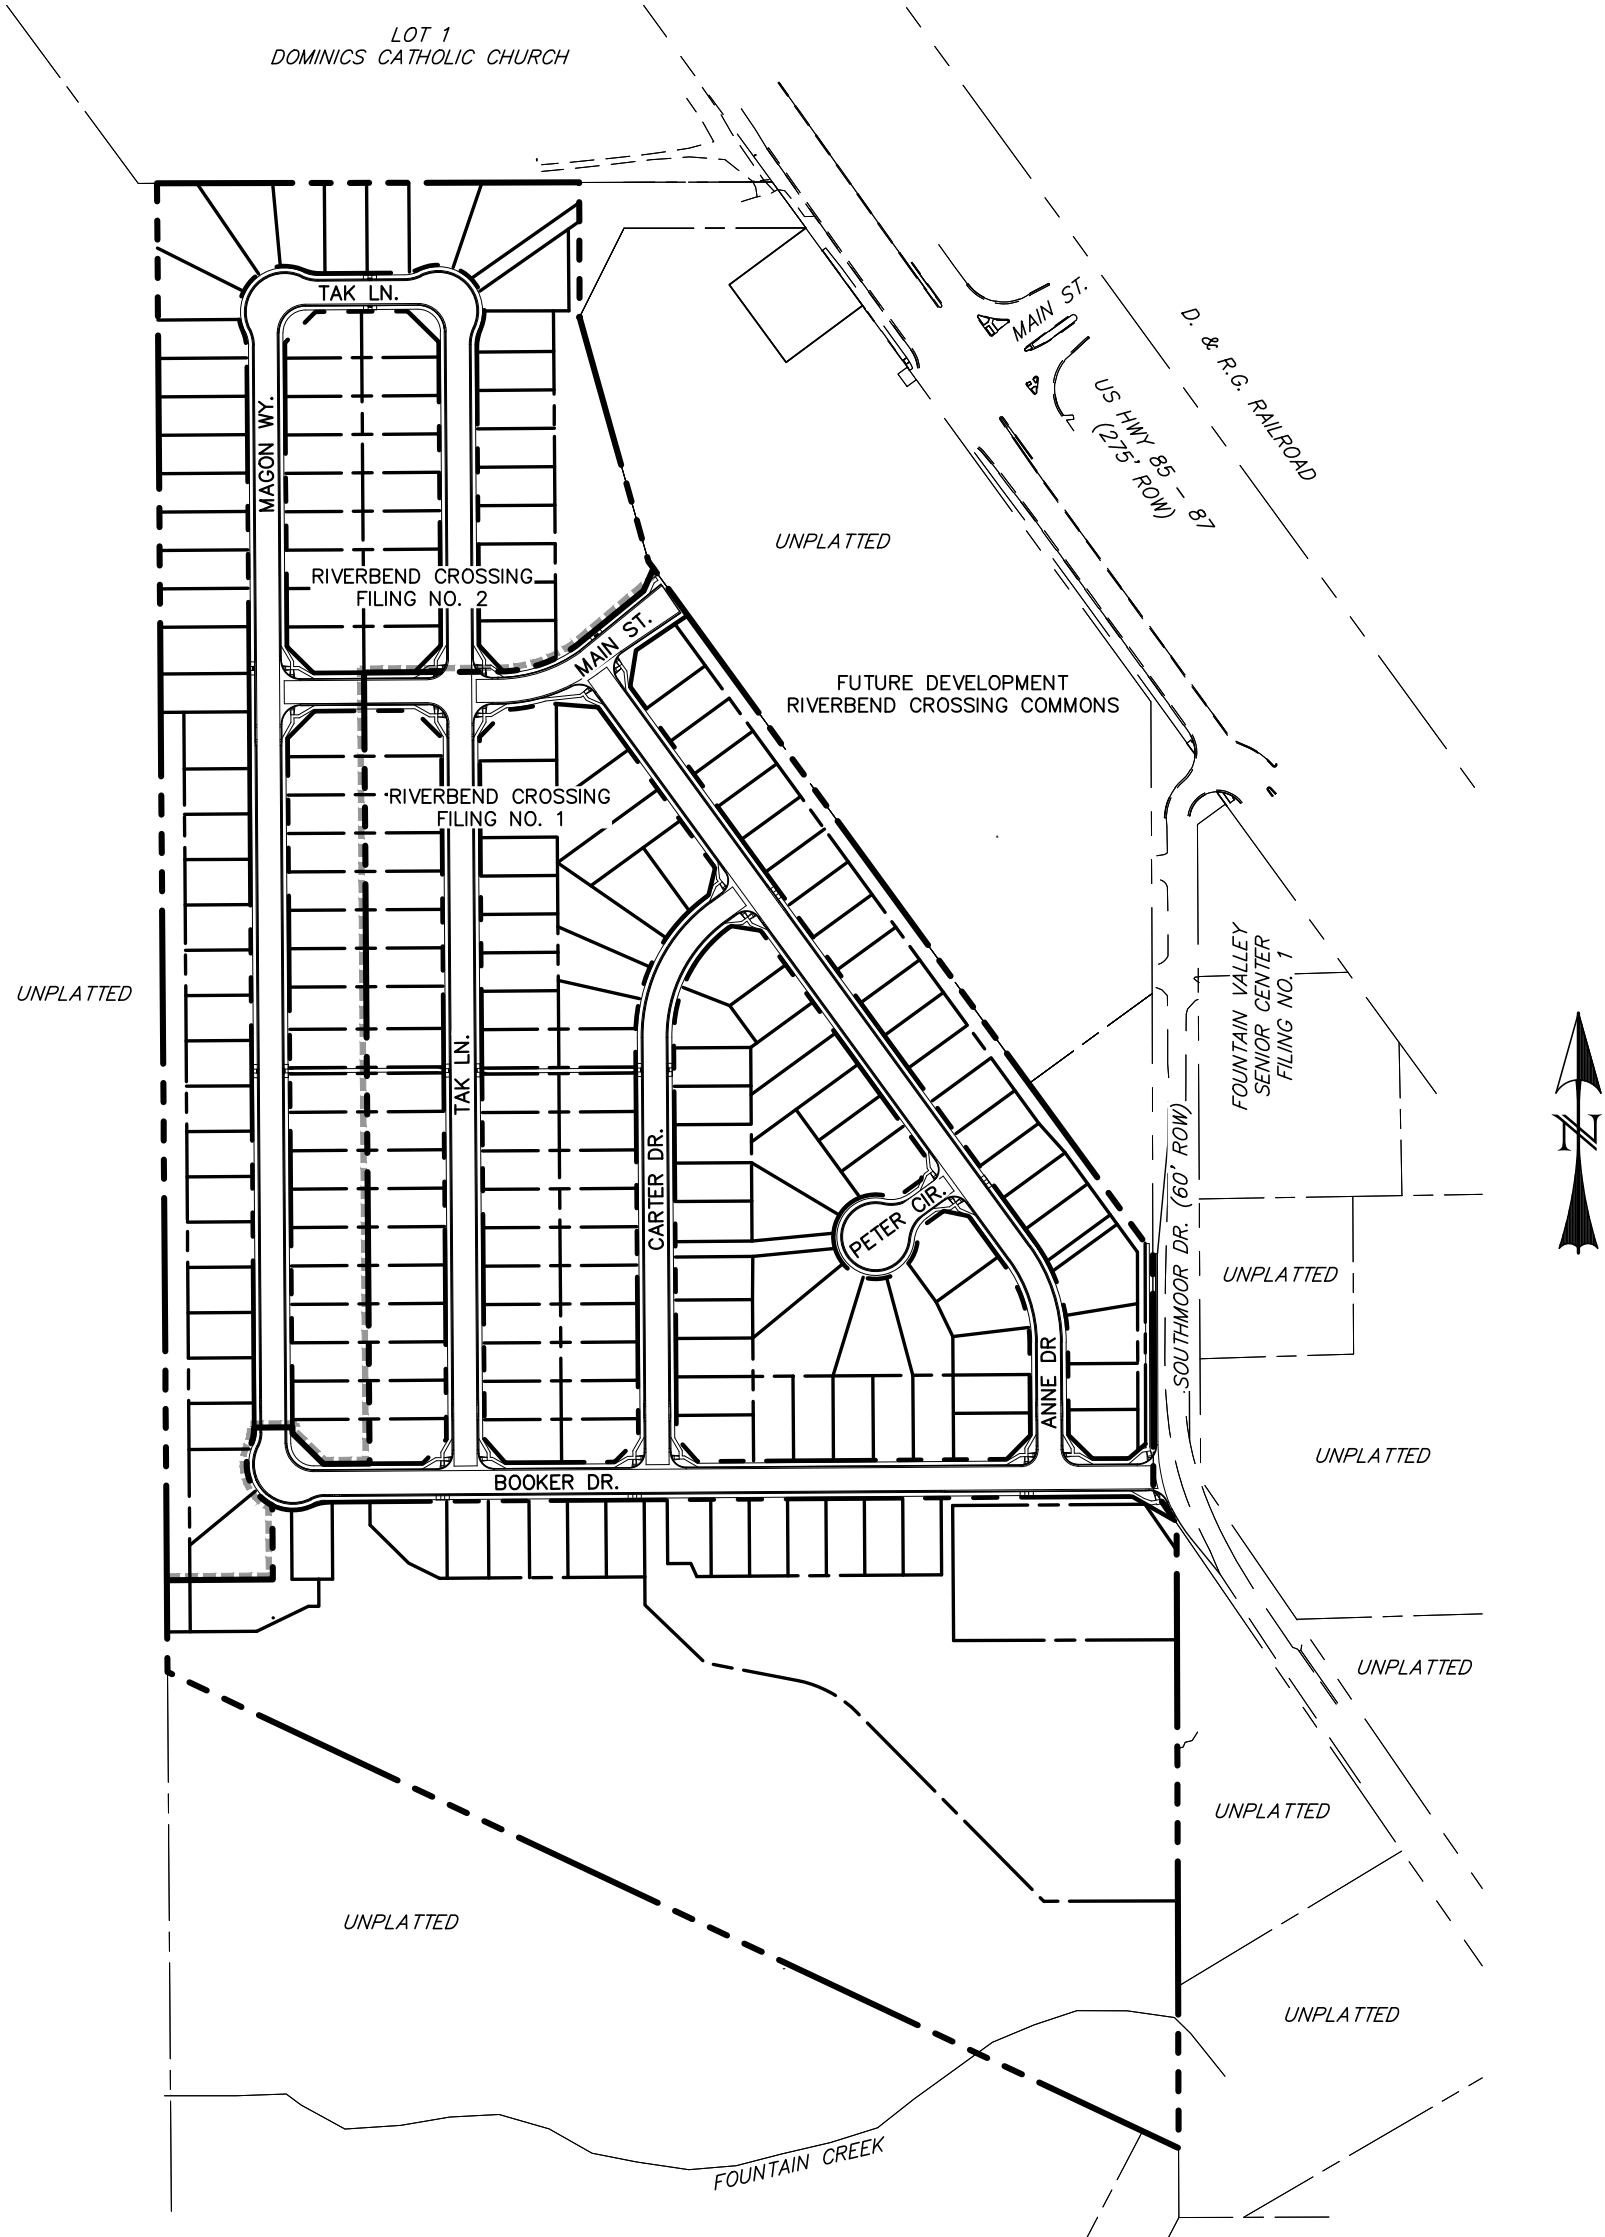 LOT 1
DOMINICS CATHOLIC CHURCH
TAK LN.
MAIN ST.
D. & R.G. RAILROAD
US HWY 85 - 87
(275' ROW)
MAGON WY.
UNPLATTED
RIVERBEND CROSSING
FILING NO. 2
MAIN ST.
FUTURE DEVELOPMENT
RIVERBEND CROSSING COMMONS
RIVERBEND CROSSING
FILING NO. 1
UNPLATTED
FOUNTAIN VALLEY
SENIOR CENTER
FILING NO. 1
TAK LN.
CARTER DR.
PETER CIR.
SOUTHMOOR DR. (60' ROW)
N
UNPLATTED
ANNE DR
BOOKER DR.
UNPLATTED
UNPLATTED
UNPLATTED
UNPLATTED
UNPLATTED
FOUNTAIN CREEK